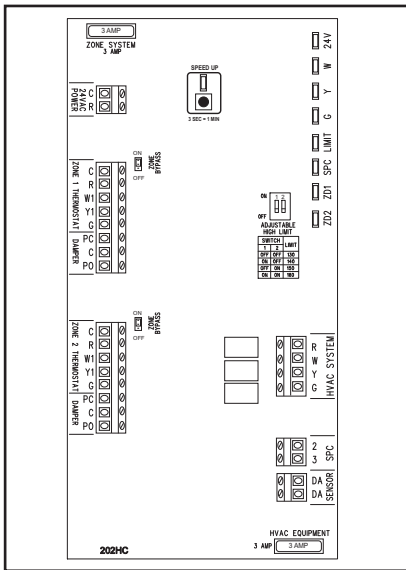 3 AMP
ZONE SYSTEM
3 AMP
24VAC
POWER
C
R
SPEED UP
3 SEC = 1 MIN
24V
W
Y
G
LIMIT
SPC
ZD1
ZD2
ON
OFF
ZONE
BYPASS
ZONE 1 THERMOSTAT
C
R
W1
Y1
G
DAMPER
PC
C
PO
ON
1 2
OFF
ADJUSTABLE
HIGH LIMIT
SWITCH LIMIT
1 2
OFF OFF 130
ON OFF 140
OFF ON 150
ON ON 160
ON
OFF
ZONE
BYPASS
ZONE 2 THERMOSTAT
C
R
W1
Y1
G
DAMPER
PC
C
PO
R
W
Y
G
HVAC SYSTEM
2
3
SPC
DA
DA
SENSOR
HVAC EQUIPMENT
3 AMP 3 AMP
202HC